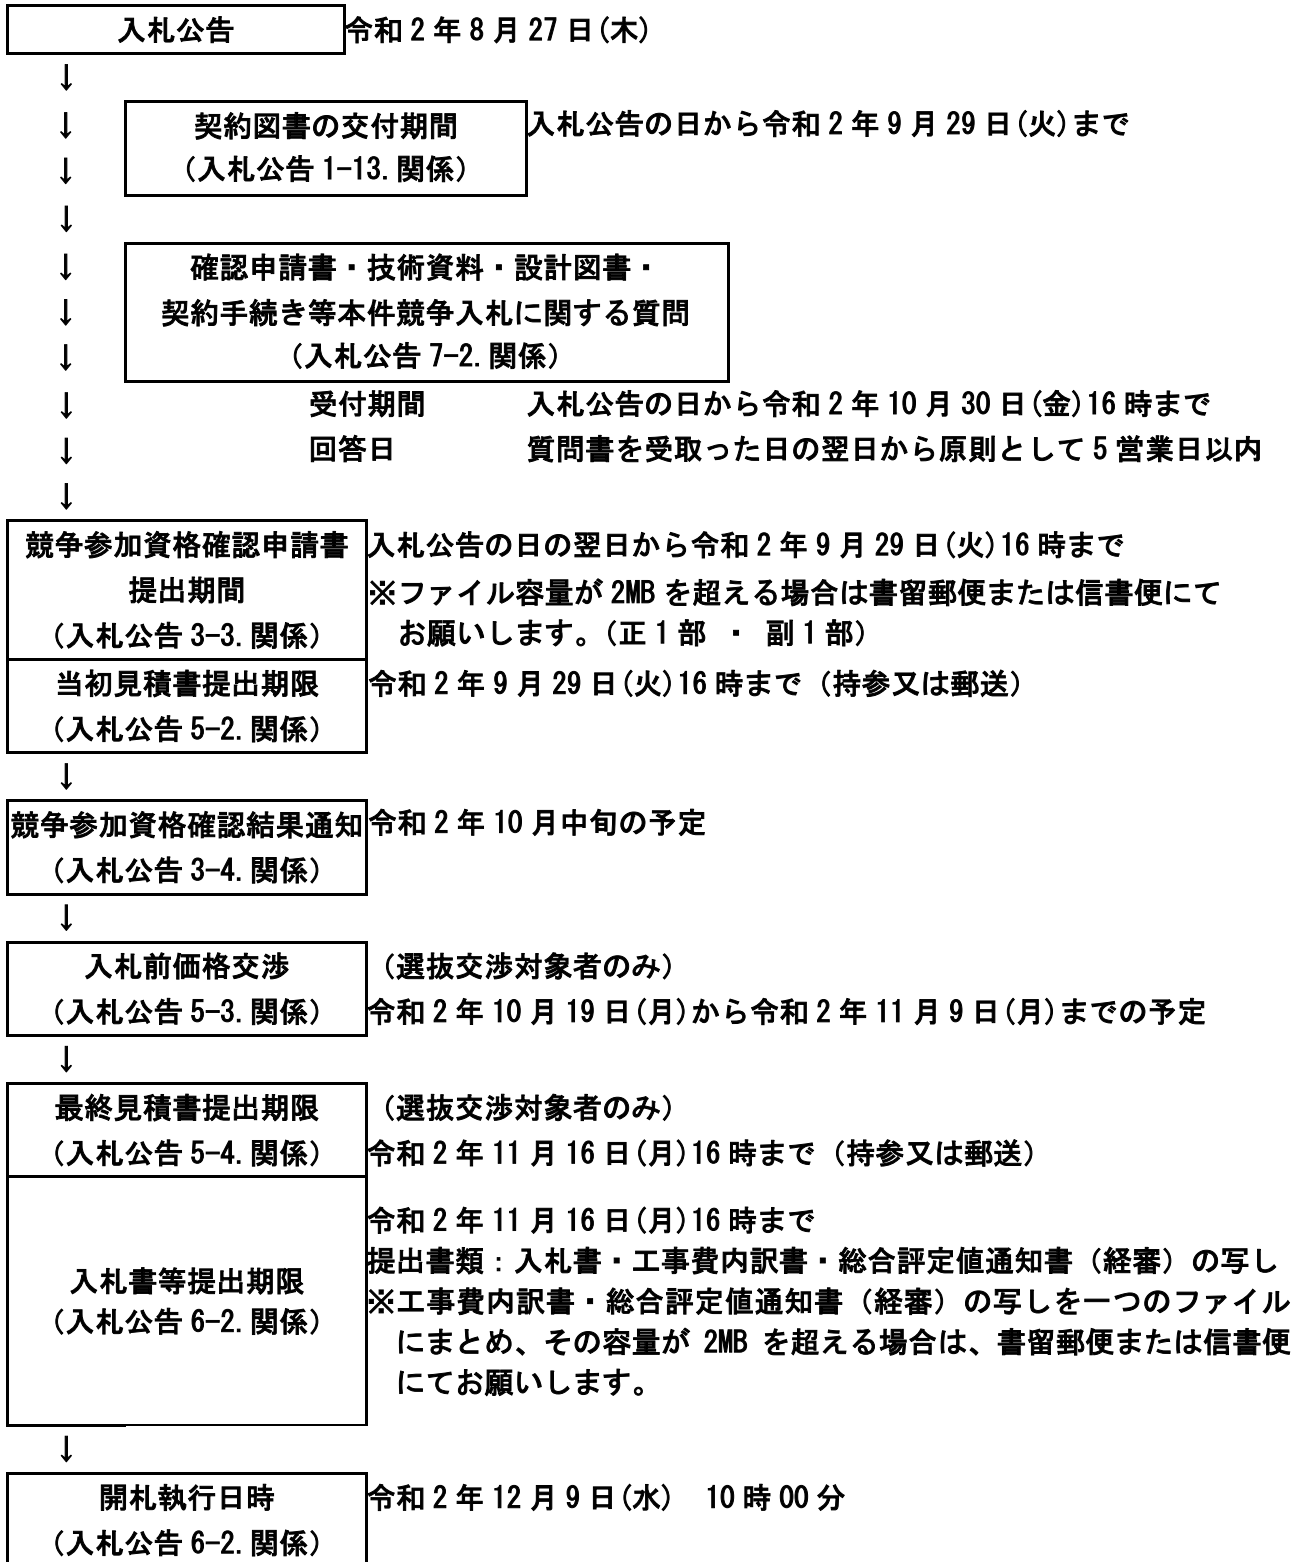 入札公告 令和2年8月27日(木)
↓
↓ 契約図書の交付期間 入札公告の日から令和2年9月29日(火)まで
↓ (入札公告1-13.関係)
↓
↓ 確認申請書・技術資料・設計図書・
↓ 契約手続き等本件競争入札に関する質問
↓ (入札公告7-2.関係)
↓ 受付期間 入札公告の日から令和2年10月30日(金)16時まで
↓ 回答日 質問書を受取った日の翌日から原則として5営業日以内
↓
競争参加資格確認申請書 入札公告の日の翌日から令和2年9月29日(火)16時まで
提出期間 ※ファイル容量が2MBを超える場合は書留郵便または信書便にて
(入札公告3-3.関係) お願いします。(正1部 ・ 副1部)
当初見積書提出期限 令和2年9月29日(火)16時まで(持参又は郵送)
(入札公告5-2.関係)
↓
競争参加資格確認結果通知 令和2年10月中旬の予定
(入札公告3-4.関係)
↓
入札前価格交渉 (選抜交渉対象者のみ)
(入札公告5-3.関係) 令和2年10月19日(月)から令和2年11月9日(月)までの予定
↓
最終見積書提出期限 (選抜交渉対象者のみ)
(入札公告5-4.関係) 令和2年11月16日(月)16時まで(持参又は郵送)
入札書等提出期限
(入札公告6-2.関係)
令和2年11月16日(月)16時まで
提出書類:入札書・工事費内訳書・総合評定値通知書(経審)の写し
※工事費内訳書・総合評定値通知書(経審)の写しを一つのファイル
にまとめ、その容量が 2MB を超える場合は、書留郵便または信書便
にてお願いします。
↓
開札執行日時 令和2年12月9日(水) 10時00分
(入札公告6-2.関係)